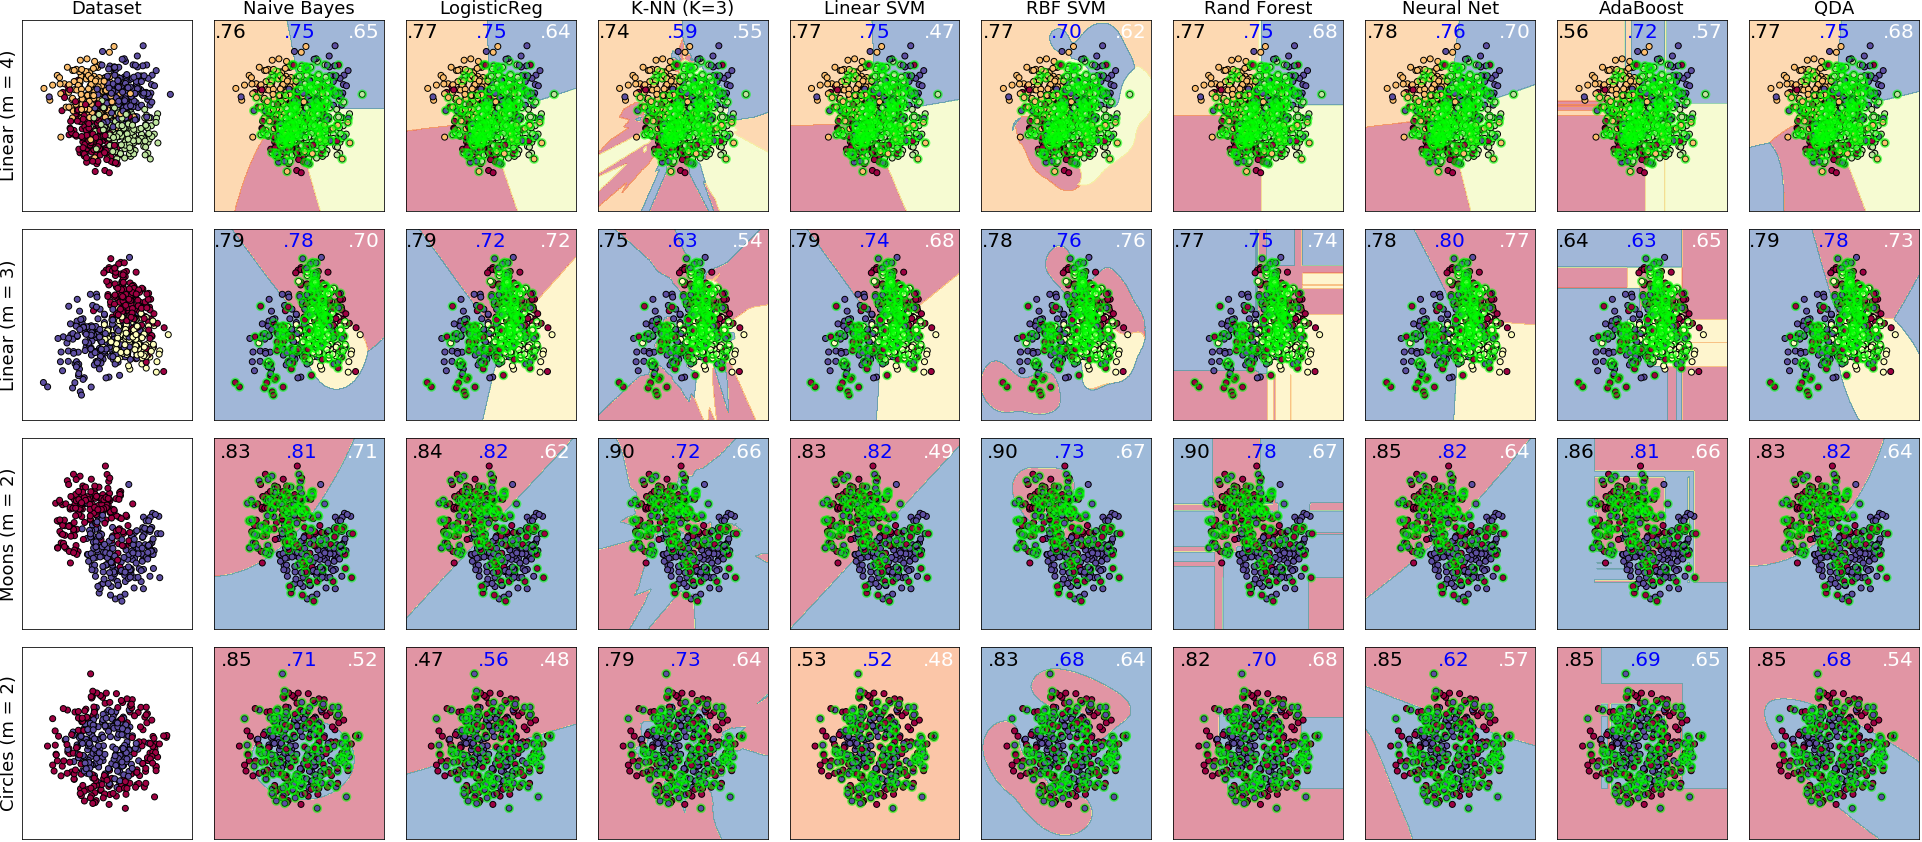 Dataset Naive Bayes LogisticReg K-NN (K=3) Linear SVM RBF SVM Rand Forest Neural Net AdaBoost QDA
Linear (m = 4) .76 .75 .65 .77 .75 .64 .74 .59 .55 .77 .75 .47 .77 .70 .62 .77 .75 .68 .78 .76 .70 .56 .72 .57 .77 .75 .68
Linear (m = 3) .79 .78 .70 .79 .72 .72 .75 .63 .54 .79 .74 .68 .78 .76 .76 .77 .75 .74 .78 .80 .77 .64 .63 .65 .79 .78 .73
Moons (m = 2) .83 .81 .71 .84 .82 .62 .90 .72 .66 .83 .82 .49 .90 .73 .67 .90 .78 .67 .85 .82 .64 .86 .81 .66 .83 .82 .64
Circles (m = 2) .85 .71 .52 .47 .56 .48 .79 .73 .64 .53 .52 .48 .83 .68 .64 .82 .70 .68 .85 .62 .57 .85 .69 .65 .85 .68 .54